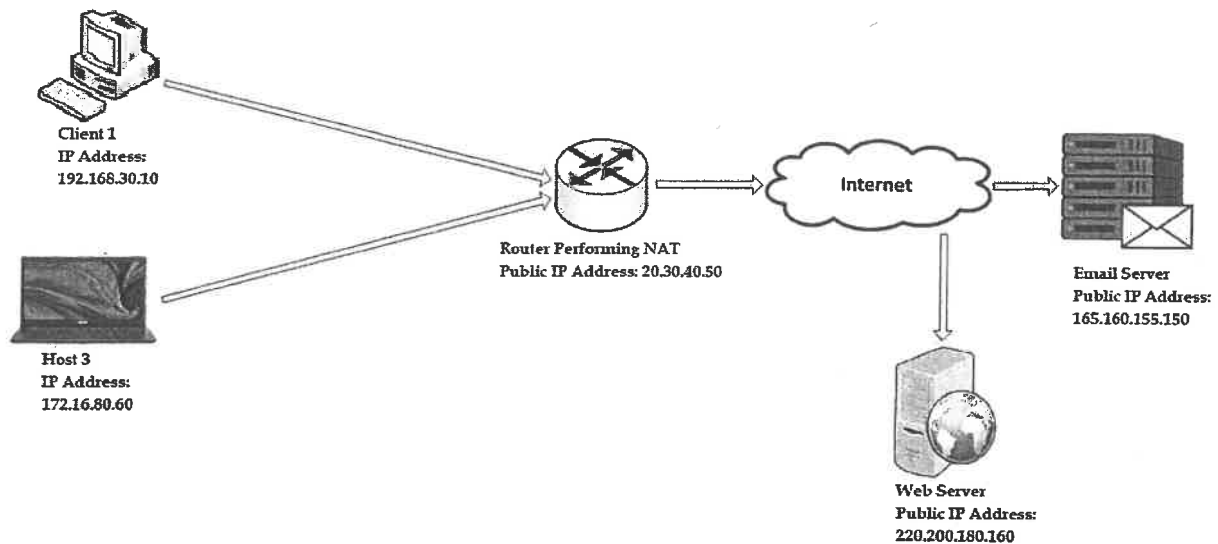 Client 1
IP Address:
192.168.30.10
Host 3
IP Address:
172.16.80.60
Router Performing NAT
Public IP Address: 20.30.40.50
Internet
Email Server
Public IP Address:
165.160.155.150
Web Server
Public IP Address:
220.200.180.160